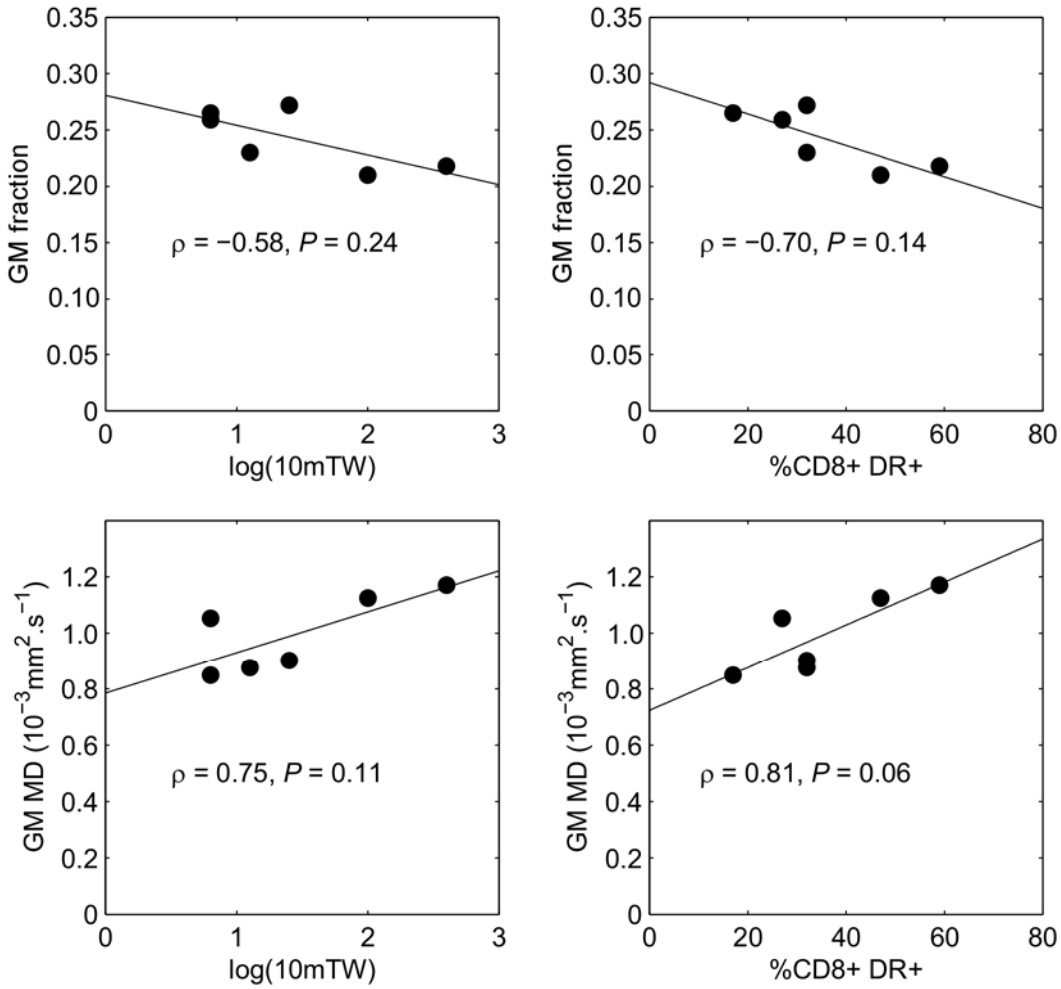 0.35
0.30
0.25
0.20
0.15
0.10
0.05
0
GM fraction
ρ = −0.58, P = 0.24
0 1 2 3
log(10mTW)
0.35
0.30
0.25
0.20
0.15
0.10
0.05
0
GM fraction
ρ = −0.70, P = 0.14
0 20 40 60 80
%CD8+ DR+
1.2
1.0
0.8
0.6
0.4
0.2
0
GM MD (10⁻³mm².s⁻¹)
ρ = 0.75, P = 0.11
0 1 2 3
log(10mTW)
1.2
1.0
0.8
0.6
0.4
0.2
0
GM MD (10⁻³mm².s⁻¹)
ρ = 0.81, P = 0.06
0 20 40 60 80
%CD8+ DR+